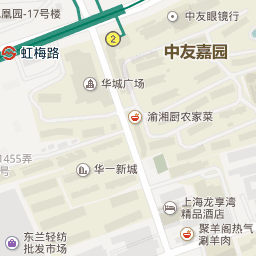 凰园-17号楼
中友眼镜行
2
虹梅路
中友嘉园
华城广场
渝湘厨农家菜
1455弄
号
华一新城
上海龙享湾
精品酒店
东兰轻纺
批发市场
聚羊阁热气
涮羊肉